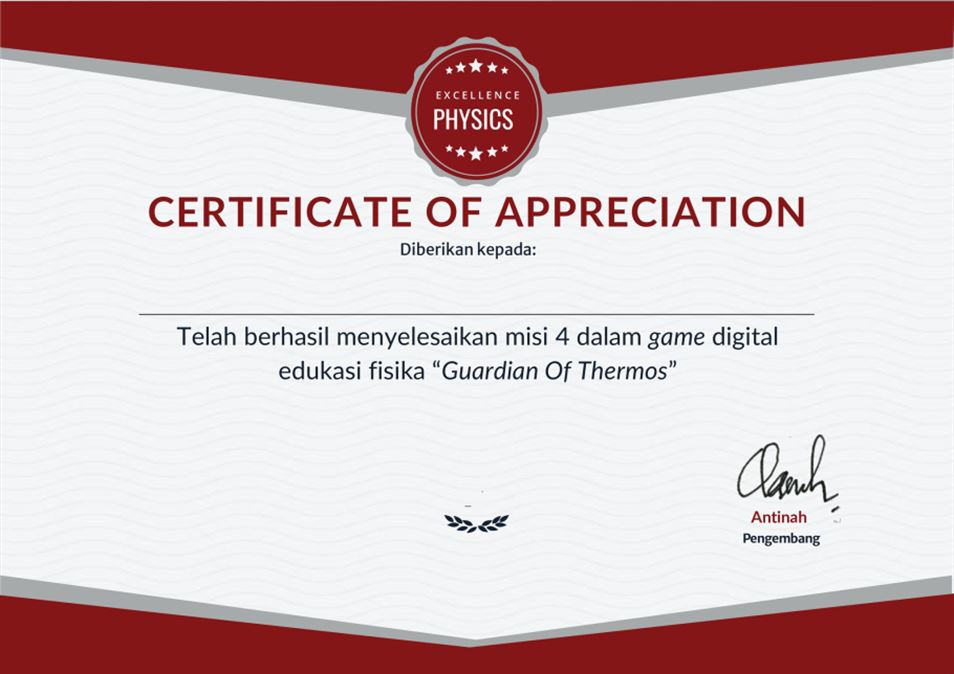 EXCELLENCE
PHYSICS
CERTIFICATE OF APPRECIATION
Diberikan kepada:
Telah berhasil menyelesaikan misi 4 dalam game digital
edukasi fisika “Guardian Of Thermos”
Antinah
Pengembang